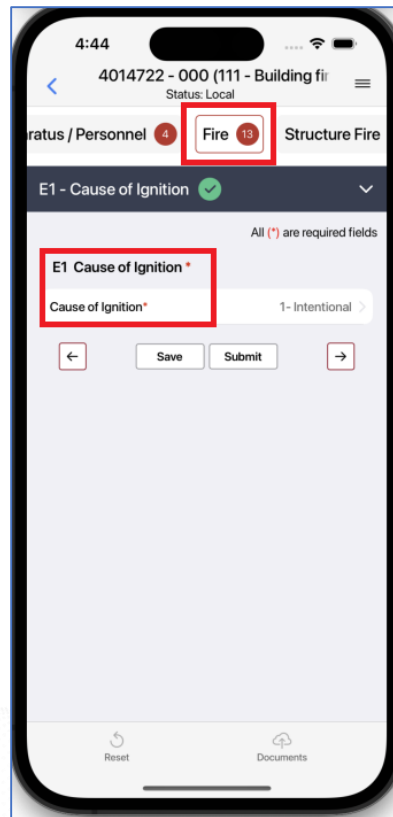 4:44
4014722 - 000 (111 - Building fir
Status: Local
ratus / Personnel 4 Fire 13 Structure Fire
E1 - Cause of Ignition
All (*) are required fields
E1 Cause of Ignition *
Cause of Ignition* 1- Intentional
Save Submit
Reset Documents